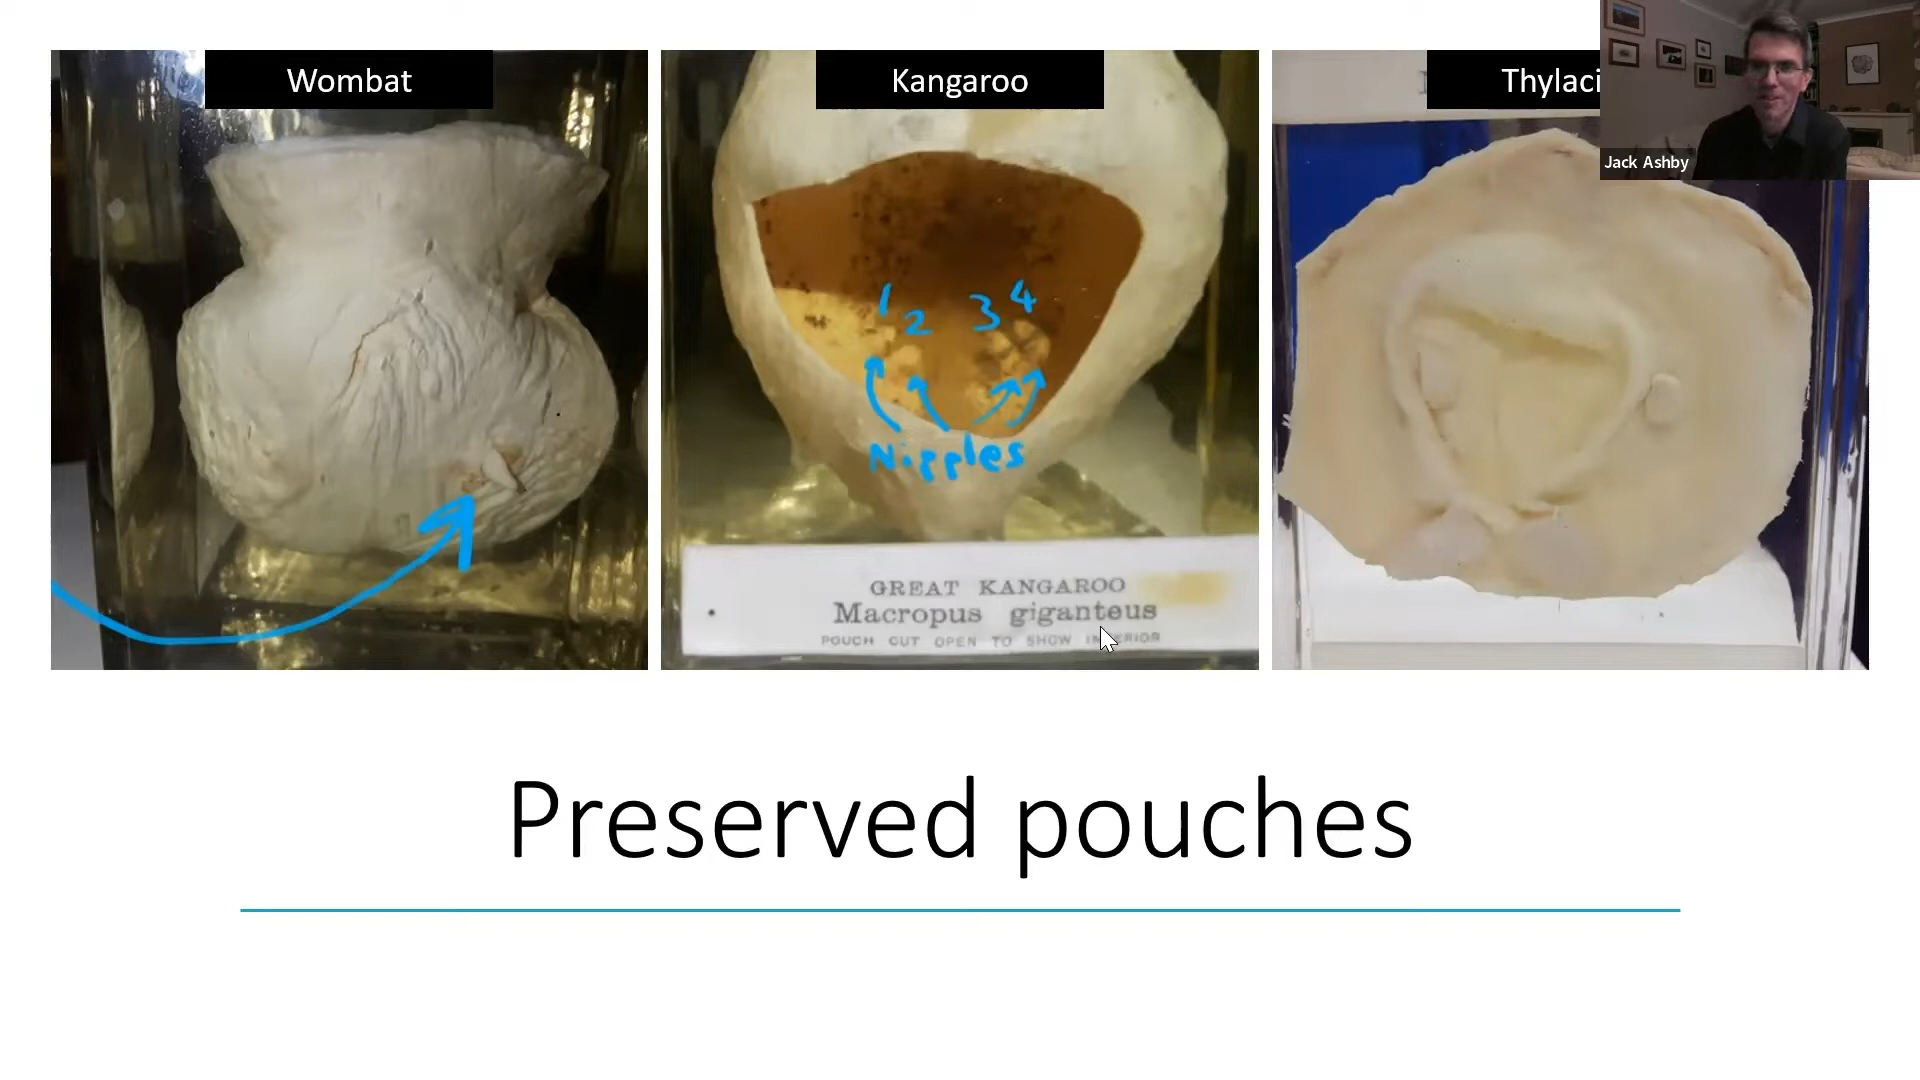 Wombat
Kangaroo
Thylaci
Jack Ashby
1 2 3 4
Nipples
GREAT KANGAROO
Macropus giganteus
POUCH CUT OPEN TO SHOW INTERIOR
Preserved pouches